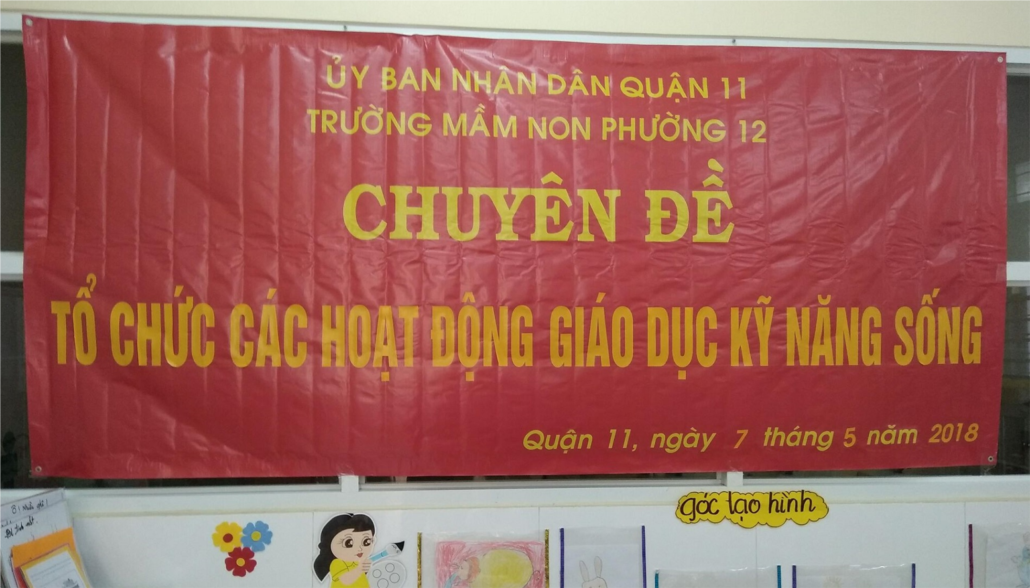 ỦY BAN NHÂN DÂN QUẬN 11
TRƯỜNG MẦM NON PHƯỜNG 12
CHUYÊN ĐỀ
TỔ CHỨC CÁC HOẠT ĐỘNG GIÁO DỤC KỸ NĂNG SỐNG
Quận 11, ngày 7 tháng 5 năm 2018
góc tạo hình